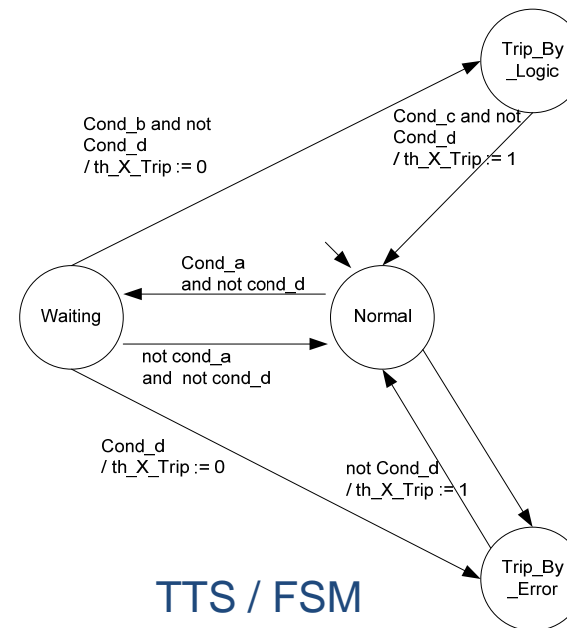 Trip_By
_Logic
Cond_b and not
Cond_d
/ th_X_Trip := 0
Cond_c and not
Cond_d
/ th_X_Trip := 1
Cond_a
and not cond_d
Waiting
Normal
not cond_a
and not cond_d
Cond_d
/ th_X_Trip := 0
not Cond_d
/ th_X_Trip := 1
Trip_By
_Error
TTS / FSM